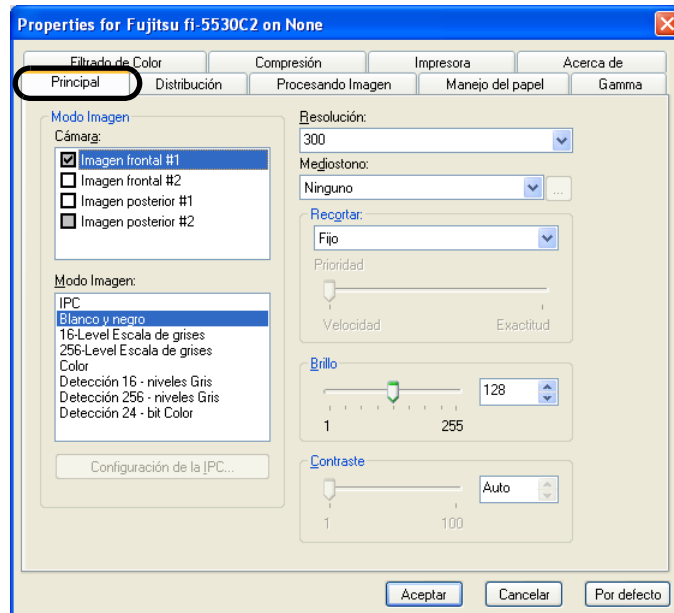 Properties for Fujitsu fi-5530C2 on None
Filtrado de Color Compresión Impresora Acerca de
Principal Distribución Procesando Imagen Manejo del papel Gamma
Modo Imagen
Cámara:
Imagen frontal #1
Imagen frontal #2
Imagen posterior #1
Imagen posterior #2
Modo Imagen:
IPC
Blanco y negro
16-Level Escala de grises
256-Level Escala de grises
Color
Detección 16 - niveles Gris
Detección 256 - niveles Gris
Detección 24 - bit Color
Configuración de la IPC...
Resolución:
300
Mediostono:
Ninguno ...
Recortar:
Fijo
Prioridad
Velocidad Exactitud
Brillo
128
1 255
Contraste
Auto
1 100
Aceptar Cancelar Por defecto